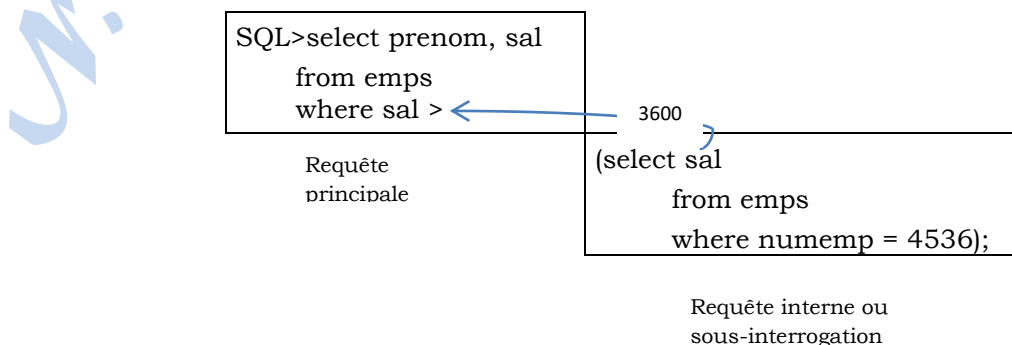 SQL>select prenom, sal
from emps
where sal >
3600
Requête
principale
(select sal
from emps
where numemp = 4536);
Requête interne ou
sous-interrogation